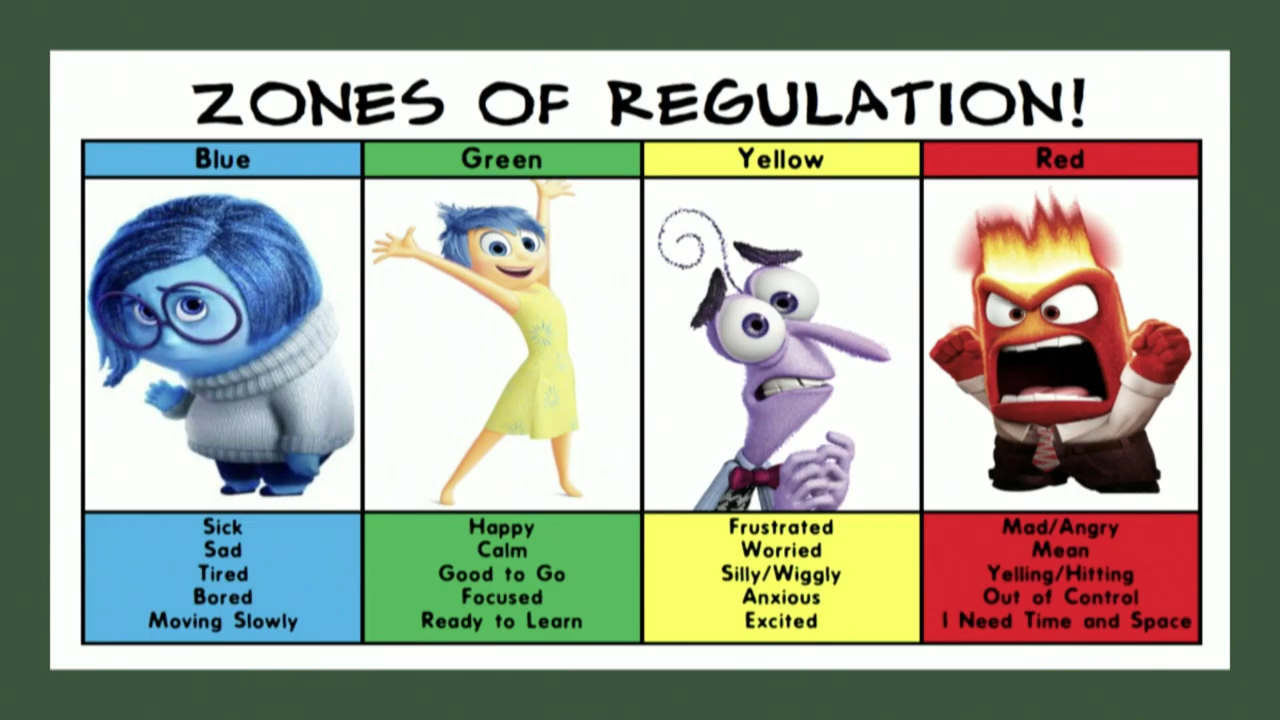 ZONES OF REGULATION!
Blue
Green
Yellow
Red
Sick
Sad
Tired
Bored
Moving Slowly
Happy
Calm
Good to Go
Focused
Ready to Learn
Frustrated
Worried
Silly/Wiggly
Anxious
Excited
Mad/Angry
Mean
Yelling/Hitting
Out of Control
I Need Time and Space